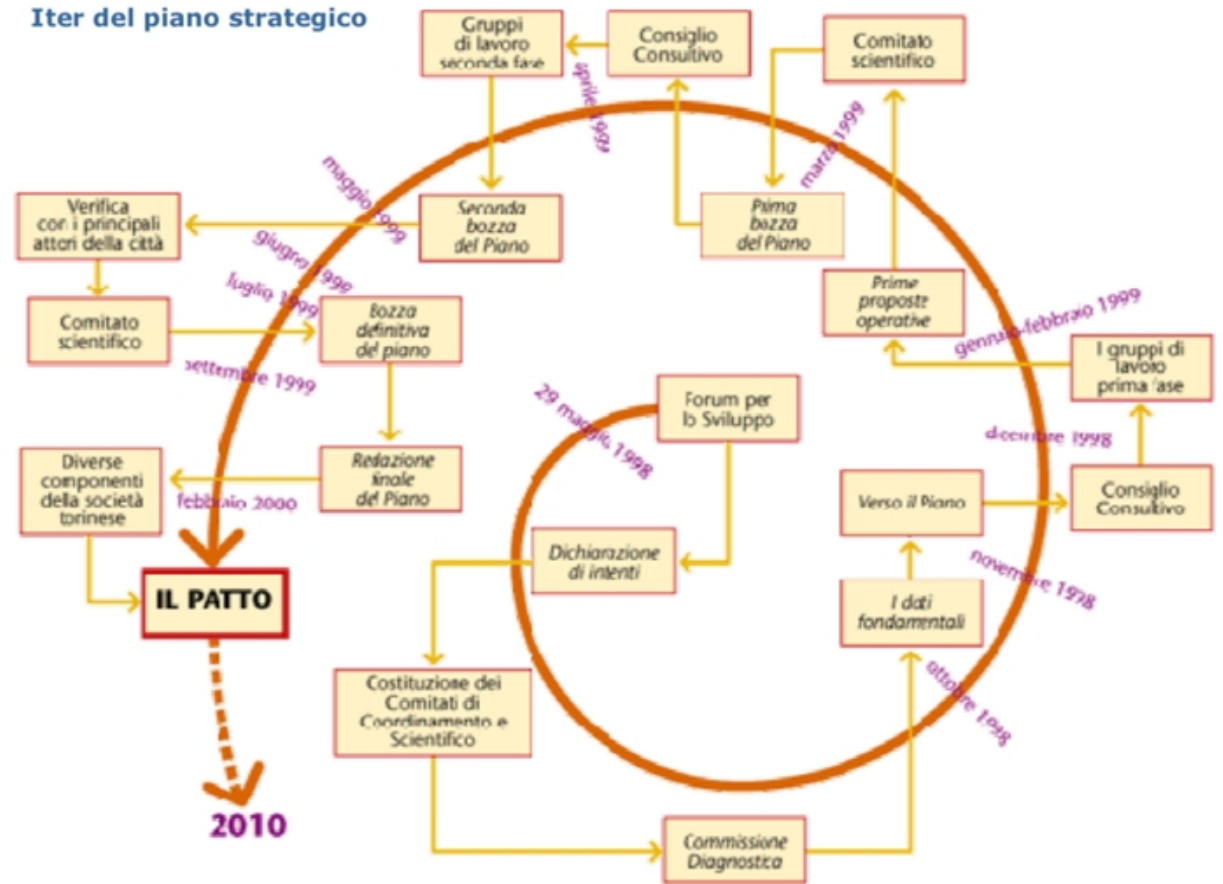 Iter del piano strategico
Gruppi
di lavoro
seconda fase
Consiglio
Consultivo
Comitato
scientifico
aprile 1999
marzo 1999
maggio 1999
Verifica
con i principali
attori della città
Seconda
bozza
del Piano
Prima
bozza
del Piano
giugno 1999
luglio 1999
Comitato
scientifico
Bozza
definitiva
del piano
Prime
proposte
operative
gennaio-febbraio 1999
I gruppi di
lavoro
prima fase
settembre 1999
29 maggio 1998
Forum per
lo Sviluppo
dicembre 1998
Diverse
componenti
della società
torinese
febbraio 2000
Redazione
finale
del Piano
Verso il Piano
Consiglio
Consultivo
Dichiarazione
di intenti
novembre 1998
IL PATTO
I dati
fondamentali
ottobre 1998
Costituzione dei
Comitati di
Coordinamento e
Scientifico
2010
Commissione
Diagnostica